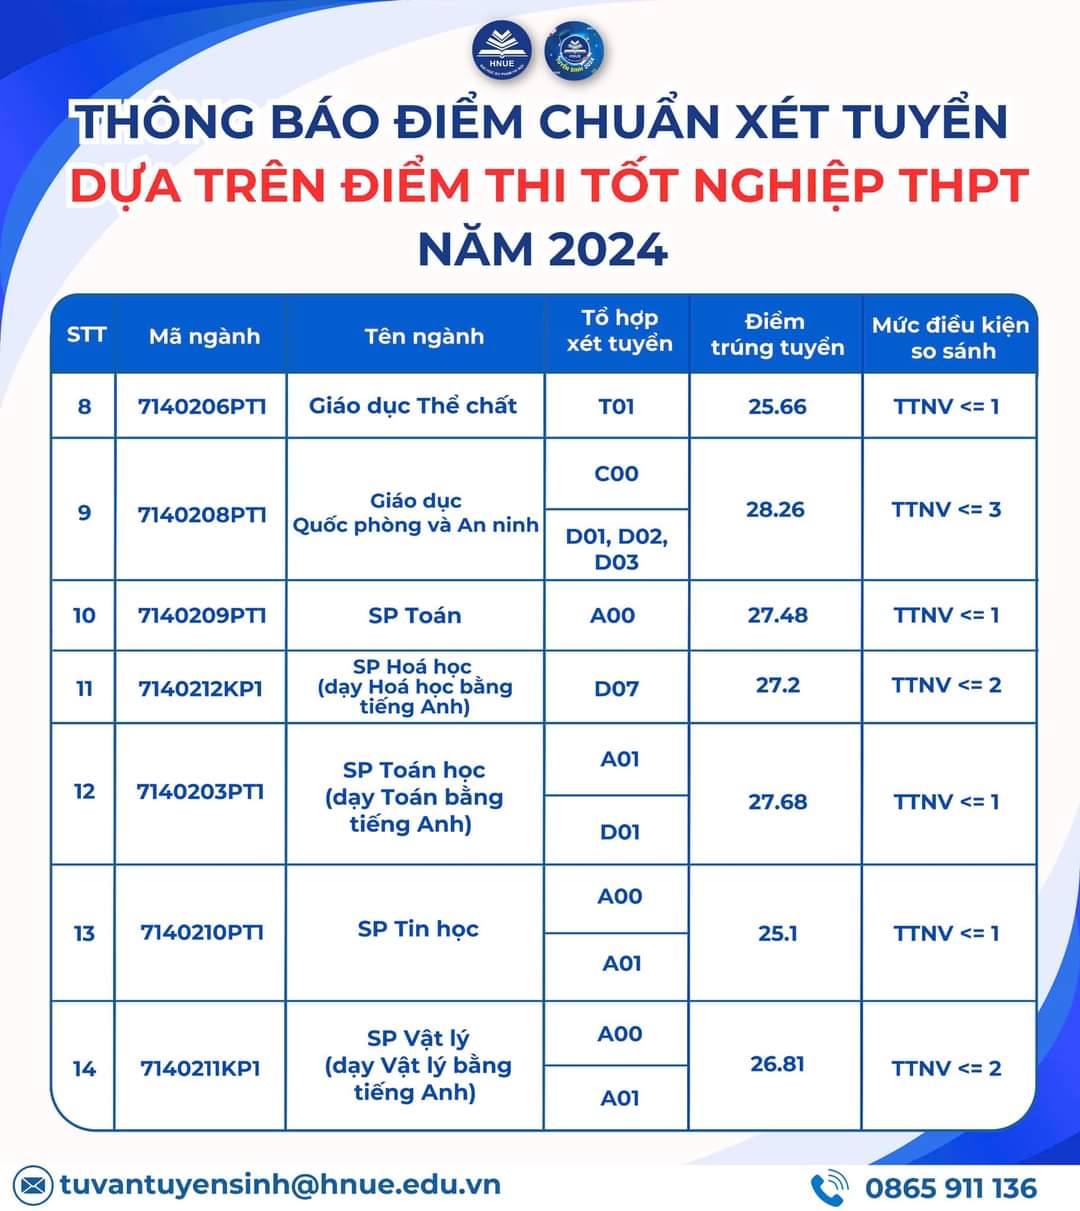 HNUE
HNUE
TUYỂN SINH 2024
THÔNG BÁO ĐIỂM CHUẨN XÉT TUYỂN
DỰA TRÊN ĐIỂM THI TỐT NGHIỆP THPT
NĂM 2024
STT
Mã ngành
Tên ngành
Tổ hợp
xét tuyển
Điểm
trúng tuyển
Mức điều kiện
so sánh
8
7140206PT1
Giáo dục Thể chất
T01
25.66
TTNV <= 1
9
7140208PT1
Giáo dục
Quốc phòng và An ninh
C00
D01, D02,
D03
28.26
TTNV <= 3
10
7140209PT1
SP Toán
A00
27.48
TTNV <= 1
11
7140212KP1
SP Hoá học
(dạy Hoá học bằng
tiếng Anh)
D07
27.2
TTNV <= 2
12
7140203PT1
SP Toán học
(dạy Toán bằng
tiếng Anh)
A01
D01
27.68
TTNV <= 1
13
7140210PT1
SP Tin học
A00
A01
25.1
TTNV <= 1
14
7140211KP1
SP Vật lý
(dạy Vật lý bằng
tiếng Anh)
A00
A01
26.81
TTNV <= 2
tuvantuyensinh@hnue.edu.vn
0865 911 136